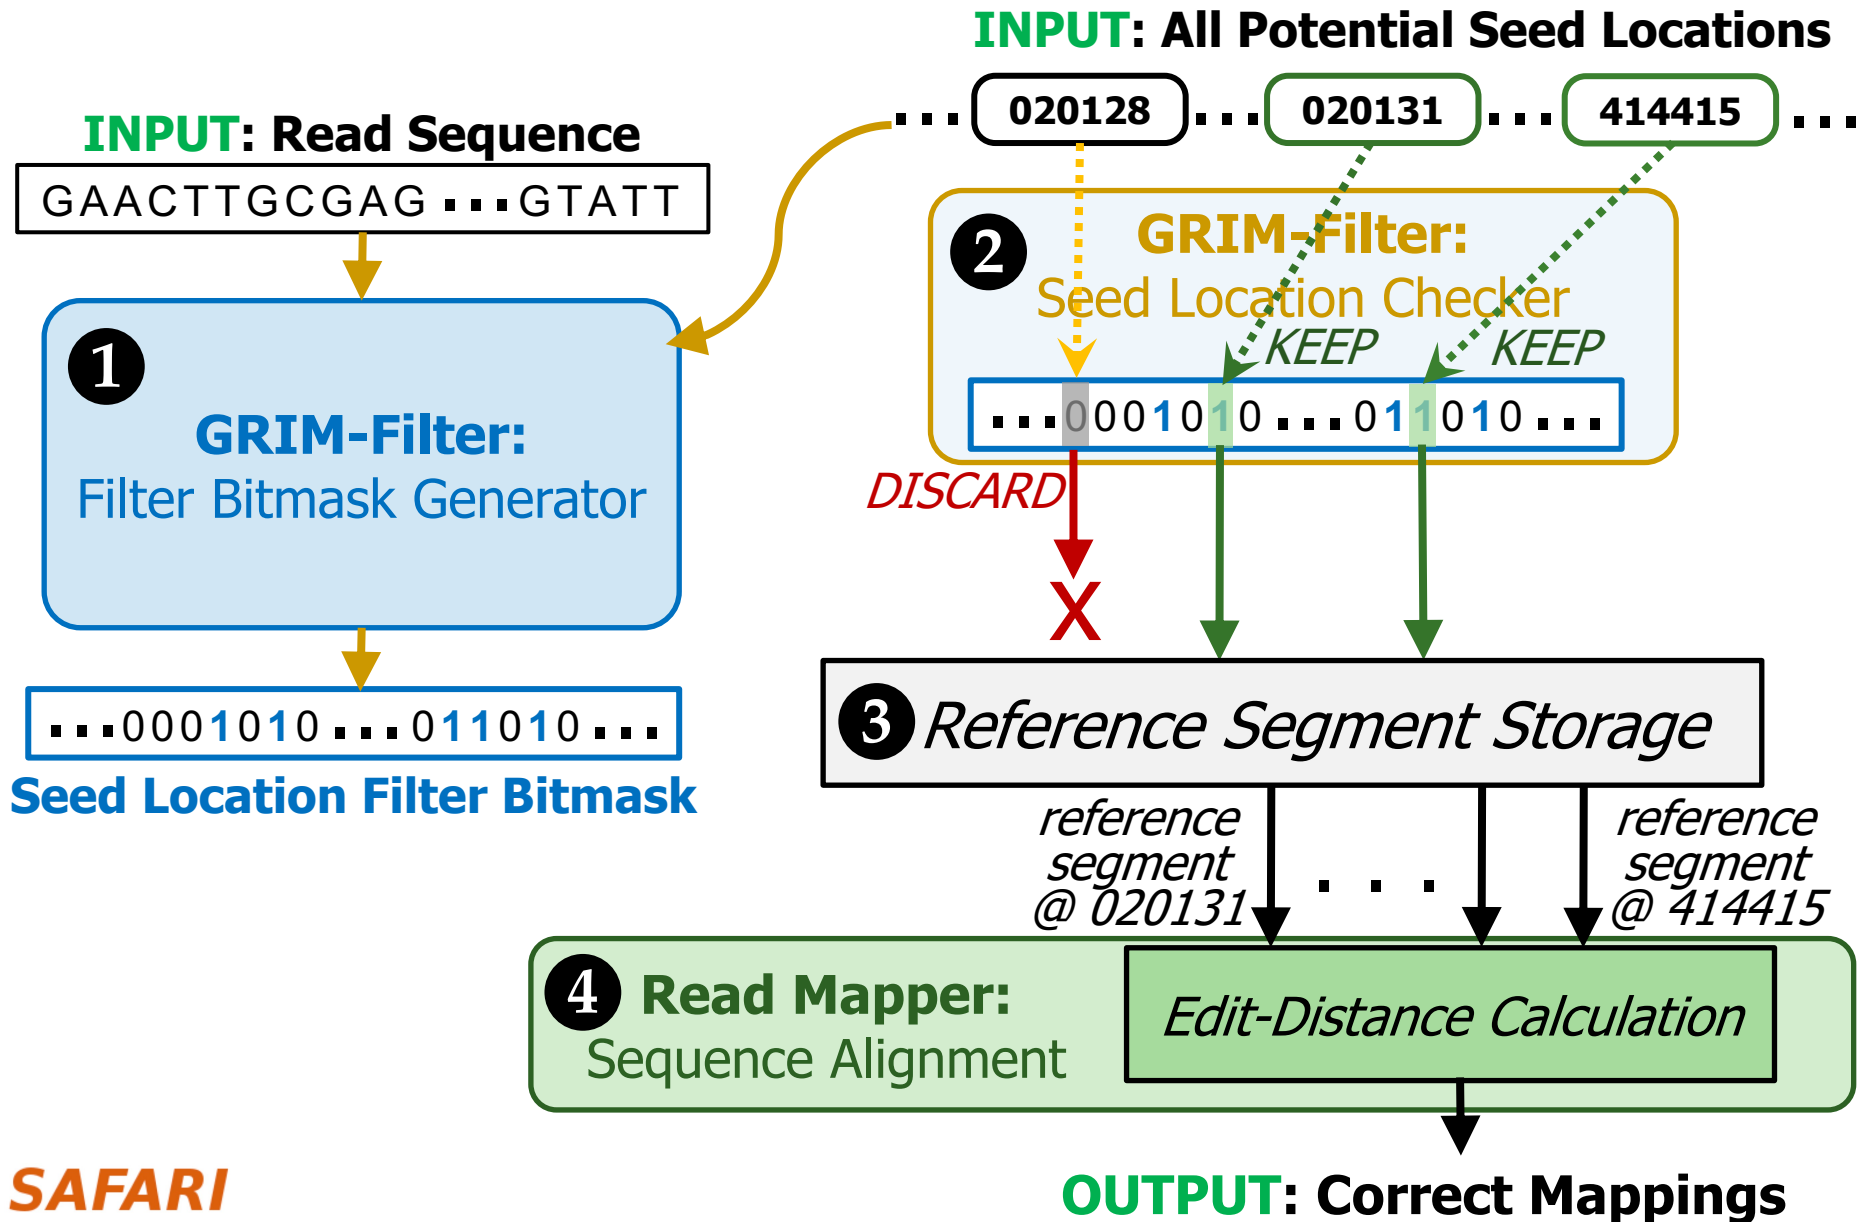 INPUT: All Potential Seed Locations
... 020128 ... 020131 ... 414415 ...
INPUT: Read Sequence
GAACTTGCGAG ... GTATT
1
GRIM-Filter:
Filter Bitmask Generator
...0001010...011010...
Seed Location Filter Bitmask
2
GRIM-Filter:
Seed Location Checker
KEEP KEEP
...0001010...011010...
DISCARD
X
3 Reference Segment Storage
reference
segment
@ 020131
. . .
reference
segment
@ 414415
4 Read Mapper:
Sequence Alignment
Edit-Distance Calculation
SAFARI
OUTPUT: Correct Mappings